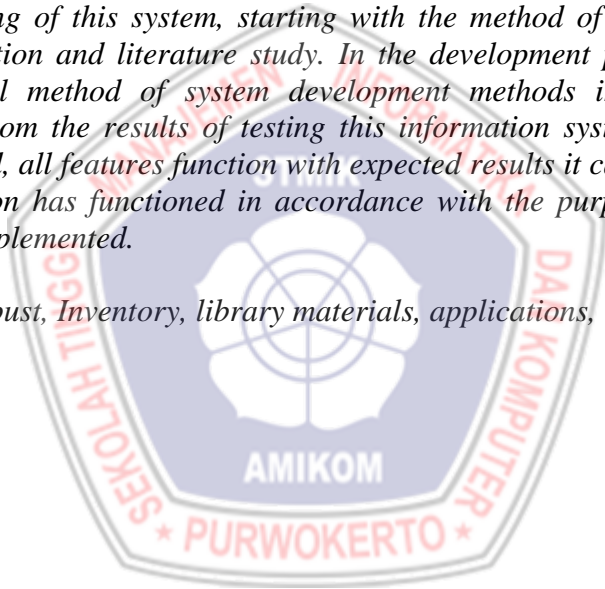 ng of this system, starting with the method of
tion and literature study. In the development p
l method of system development methods i
om the results of testing this information sys
, all features function with expected results it c
on has functioned in accordance with the purp
plemented.
oust, Inventory, library materials, applications,
SEKOLAH TINGGI MANAJEMEN INFORMATIKA DAN KOMPUTER
STMIK
AMIKOM
* PURWOKERTO *